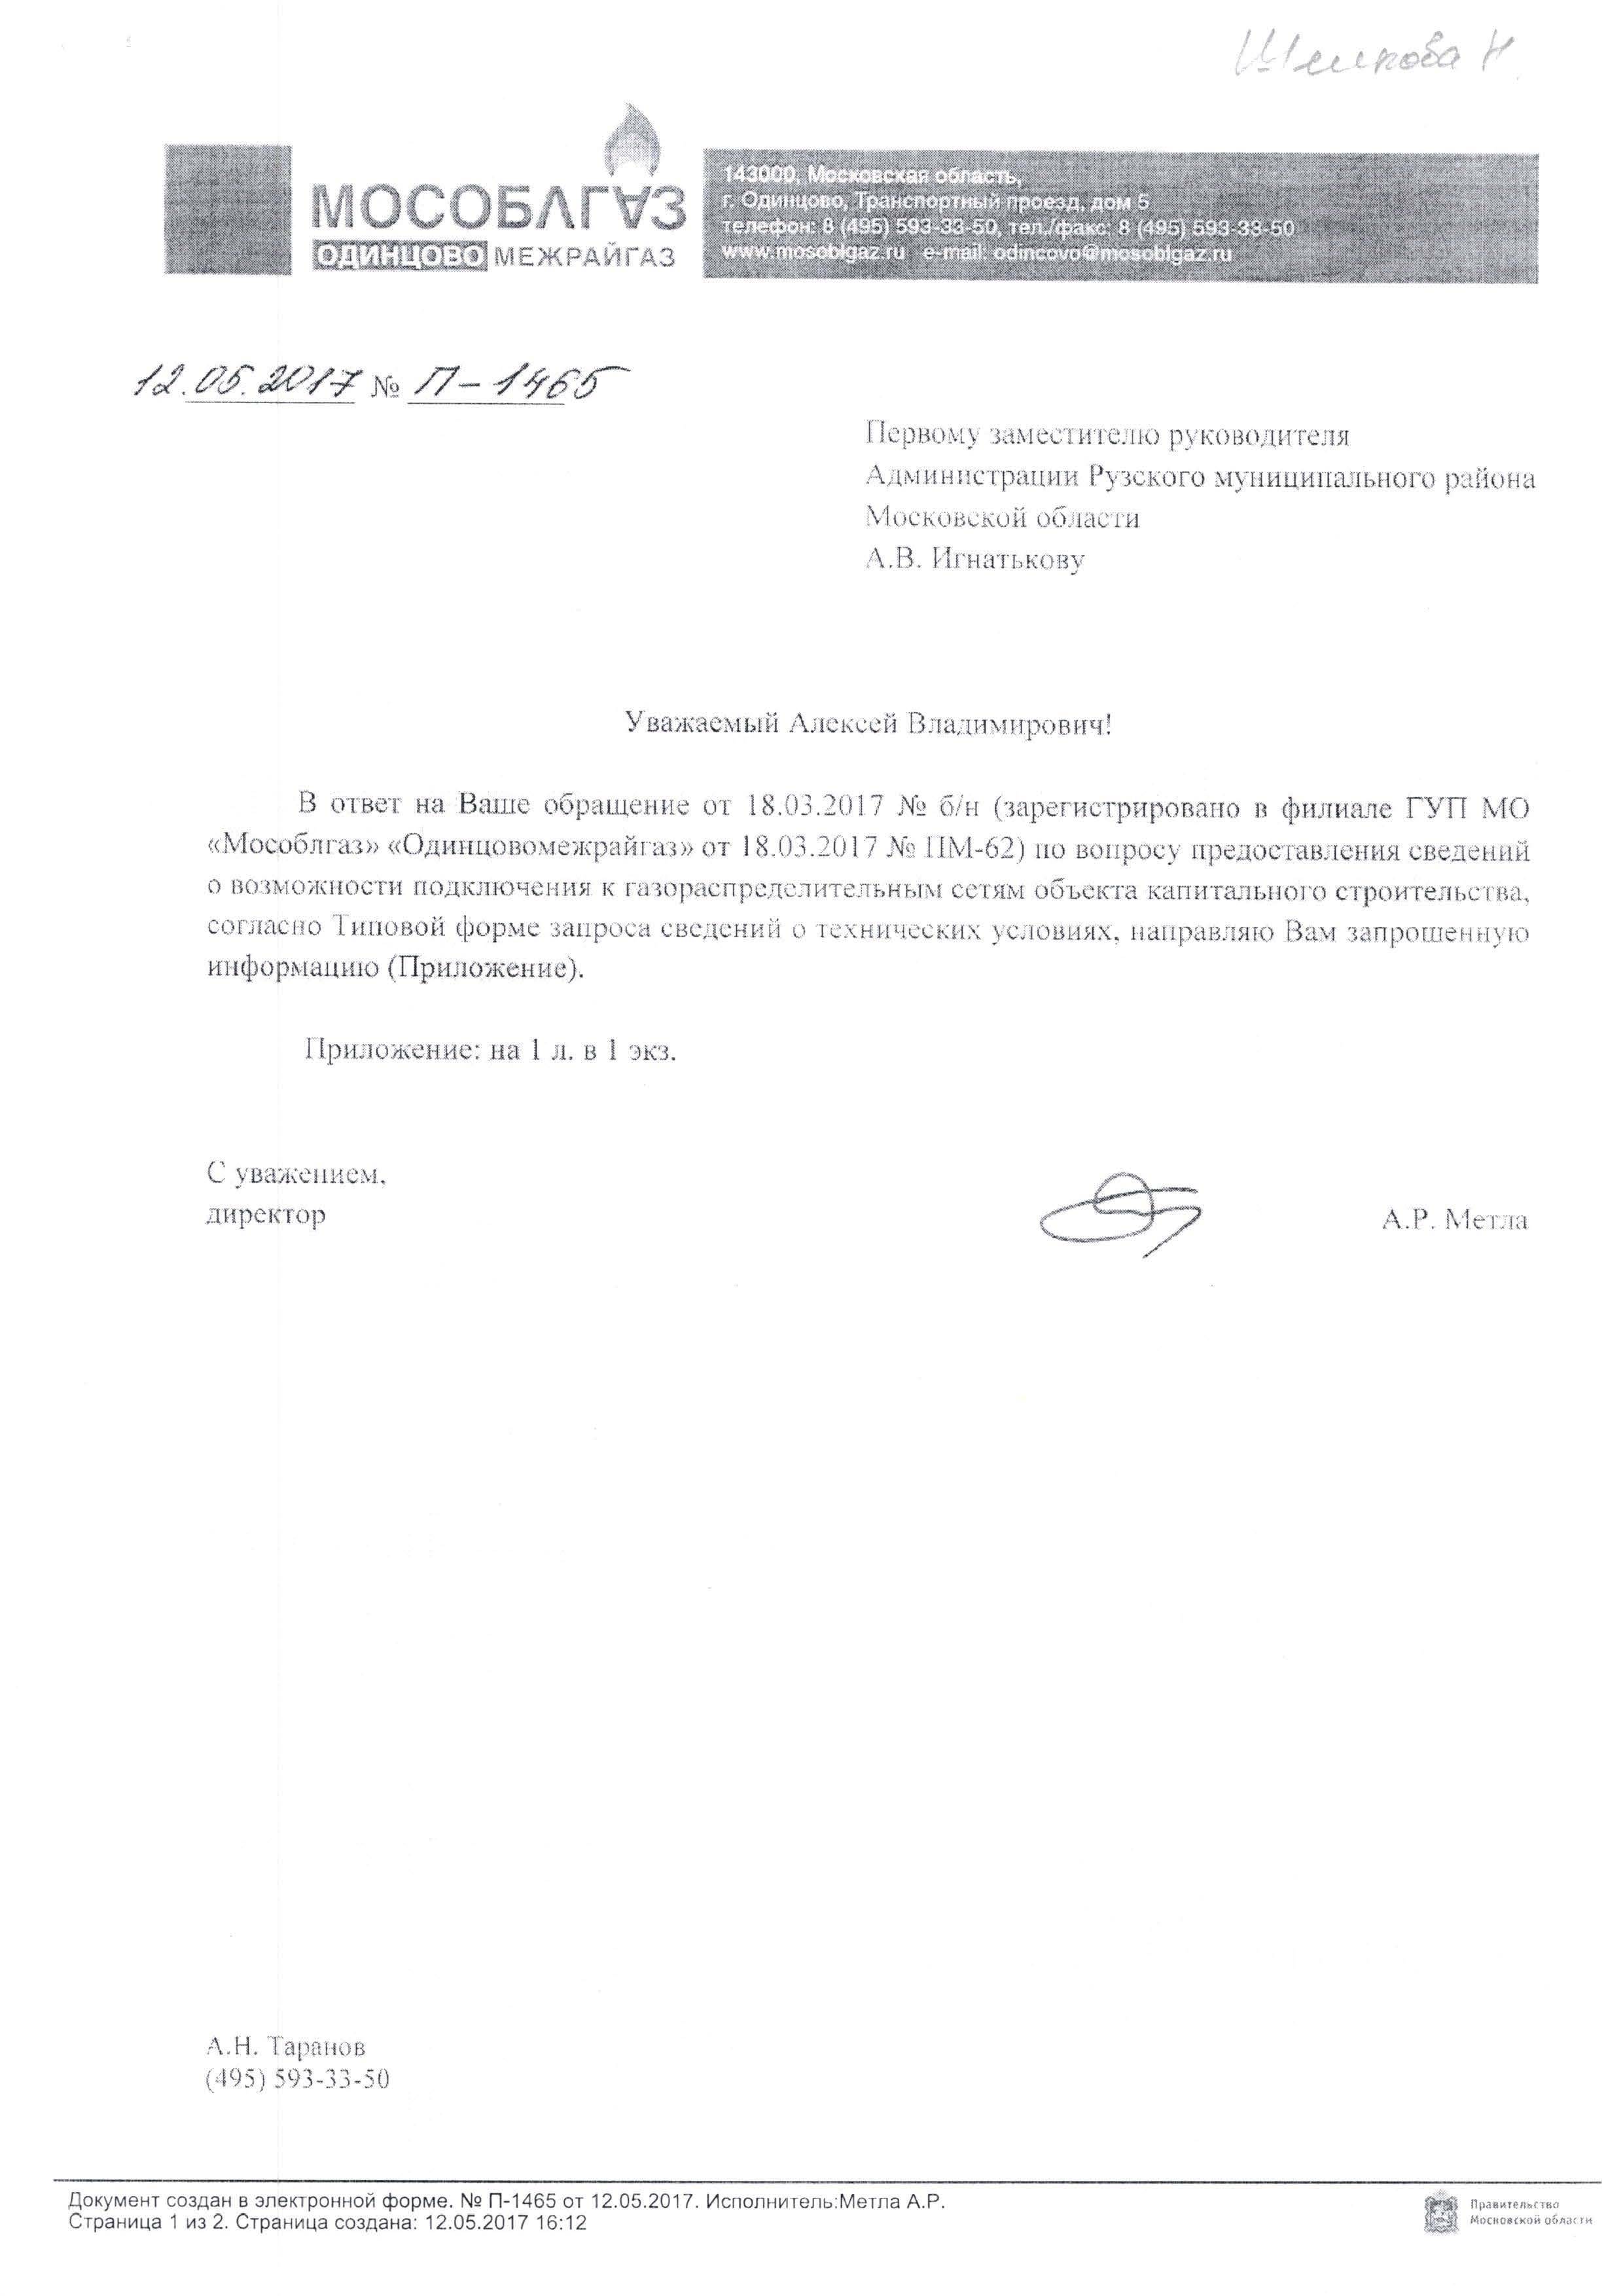 Шелкова Н
МОСОБЛГАЗ
ОДИНЦОВО МЕЖРАЙГАЗ
143000, Московская область,
г. Одинцово, Транспортный проезд, дом 5
телефон: 8 (495) 593-33-50, тел./факс: 8 (495) 593-33-50
www.mosoblgaz.ru e-mail: odincovo@mosoblgaz.ru
12.05.2017 № П-1465
Первому заместителю руководителя
Администрации Рузского муниципального района
Московской области
А.В. Игнатькову
Уважаемый Алексей Владимирович!
В ответ на Ваше обращение от 18.03.2017 № б/н (зарегистрировано в филиале ГУП МО
«Мособлгаз» «Одинцовомежрайгаз» от 18.03.2017 № ПМ-62) по вопросу предоставления сведений
о возможности подключения к газораспределительным сетям объекта капитального строительства,
согласно Типовой форме запроса сведений о технических условиях, направляю Вам запрошенную
информацию (Приложение).
Приложение: на 1 л. в 1 экз.
С уважением,
директор
А.Р. Метла
А.Н. Таранов
(495) 593-33-50
Документ создан в электронной форме. № П-1465 от 12.05.2017. Исполнитель:Метла А.Р.
Страница 1 из 2. Страница создана: 12.05.2017 16:12
Правительство
Московской области